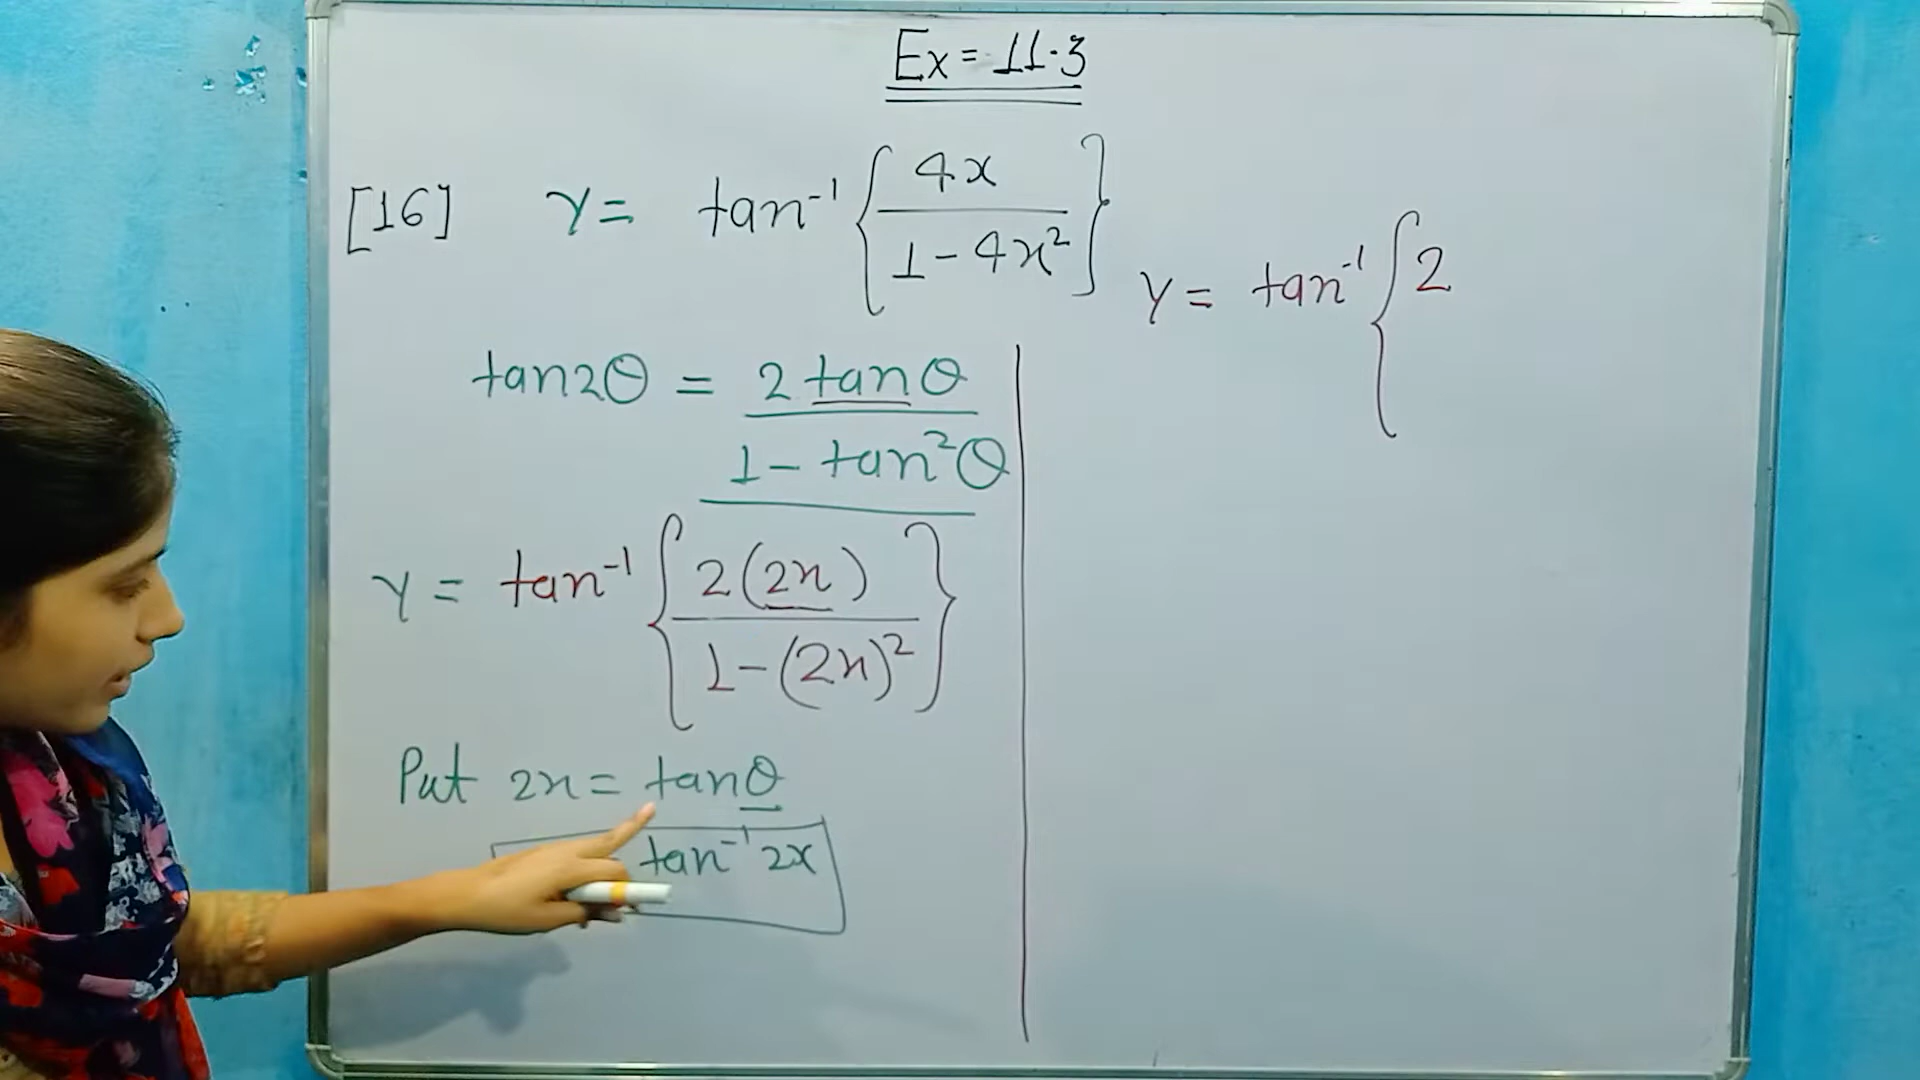 Ex = 11.3
[16] y = tan⁻¹ { 4x / 1 - 4x² }
tan2θ = 2 tanθ / 1 - tan²θ
y = tan⁻¹ { 2(2x) / 1 - (2x)² }
Put 2x = tanθ
tan⁻¹ 2x
y = tan⁻¹ { 2